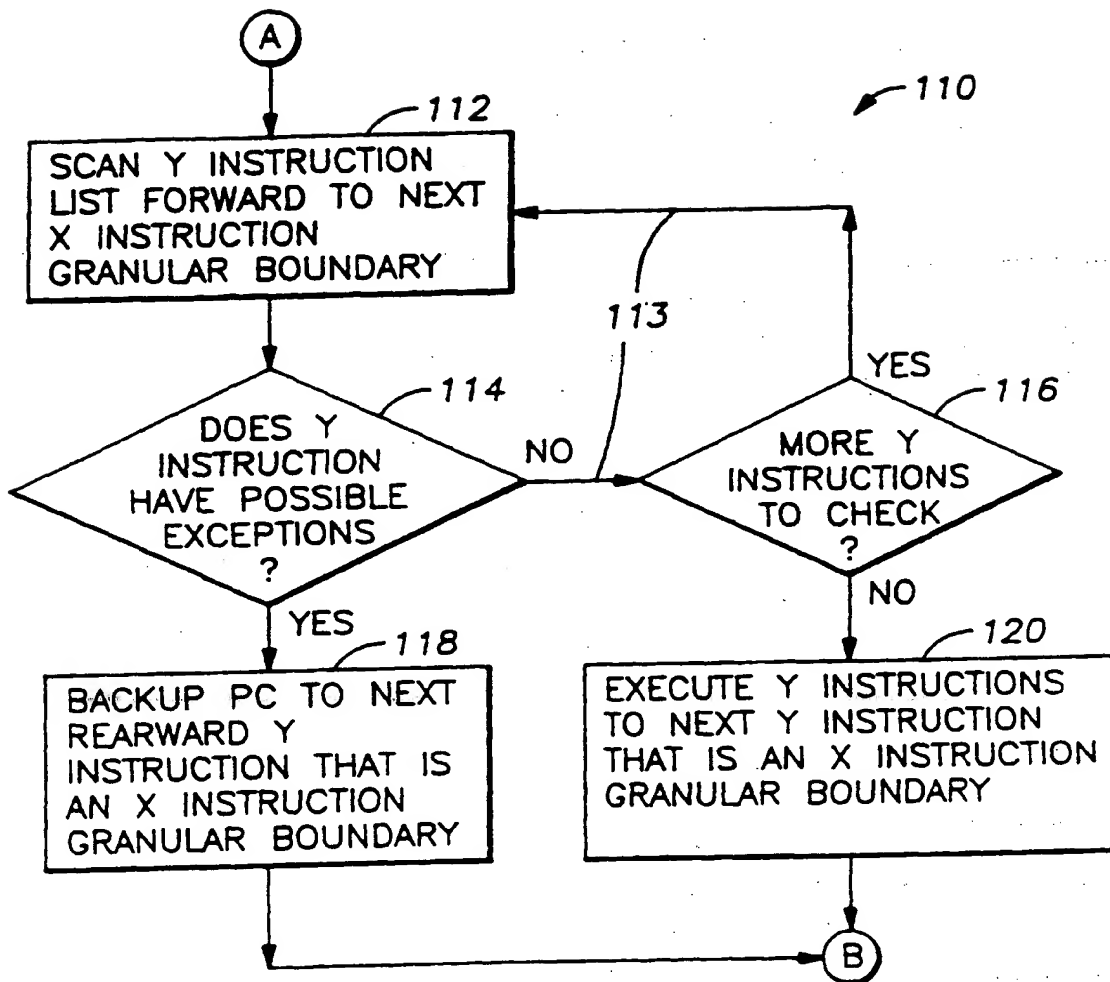 A
110
112
SCAN Y INSTRUCTION
LIST FORWARD TO NEXT
X INSTRUCTION
GRANULAR BOUNDARY
113
114
DOES Y
INSTRUCTION
HAVE POSSIBLE
EXCEPTIONS
?
NO
YES
116
MORE Y
INSTRUCTIONS
TO CHECK
?
YES
NO
118
BACKUP PC TO NEXT
REARWARD Y
INSTRUCTION THAT IS
AN X INSTRUCTION
GRANULAR BOUNDARY
120
EXECUTE Y INSTRUCTIONS
TO NEXT Y INSTRUCTION
THAT IS AN X INSTRUCTION
GRANULAR BOUNDARY
B